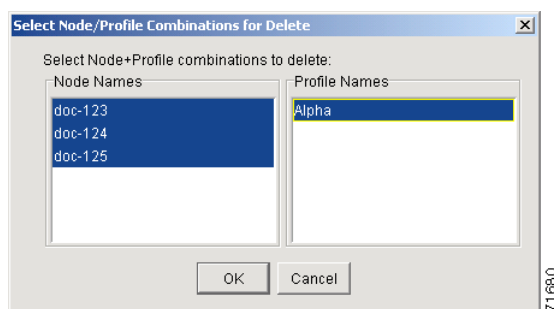 Select Node/Profile Combinations for Delete
Select Node+Profile combinations to delete:
Node Names
Profile Names
doc-123
doc-124
doc-125
Alpha
OK
Cancel
71680